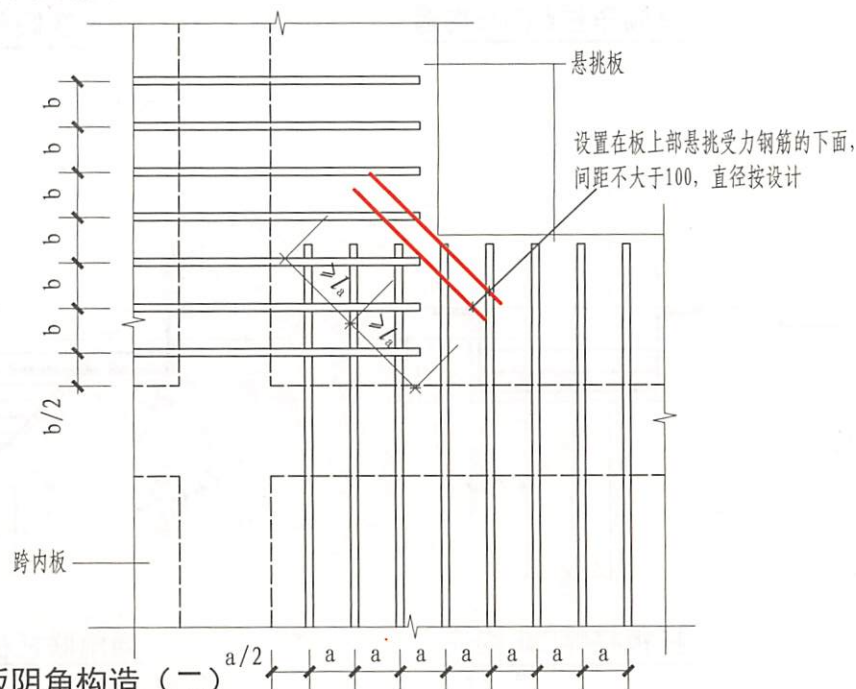 悬挑板
设置在板上部悬挑受力钢筋的下面，
间距不大于100，直径按设计
b
b
b
b
b
b
b/2
≥la
≥la
跨内板
a/2 a a a a a a a
板阴角构造（二）